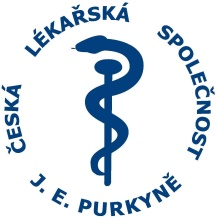 ČESKÁ LÉKAŘSKÁ SPOLEČNOST
J. E. PURKYNĚ